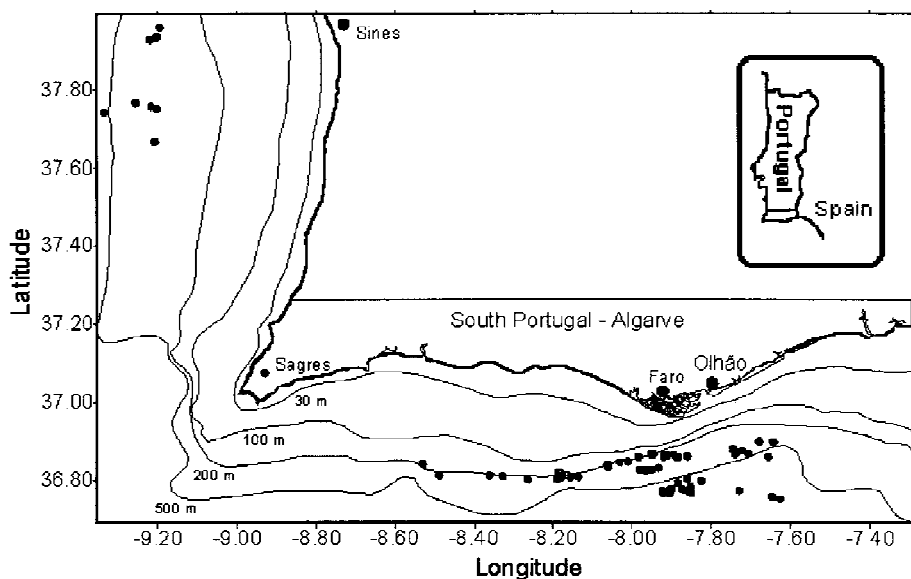 Sines
37.80
37.60
Portugal
Spain
37.40
Latitude
37.20
South Portugal - Algarve
Sagres
Faro
Olhão
37.00
30 m
100 m
36.80
200 m
500 m
-9.20 -9.00 -8.80 -8.60 -8.40 -8.20 -8.00 -7.80 -7.60 -7.40
Longitude